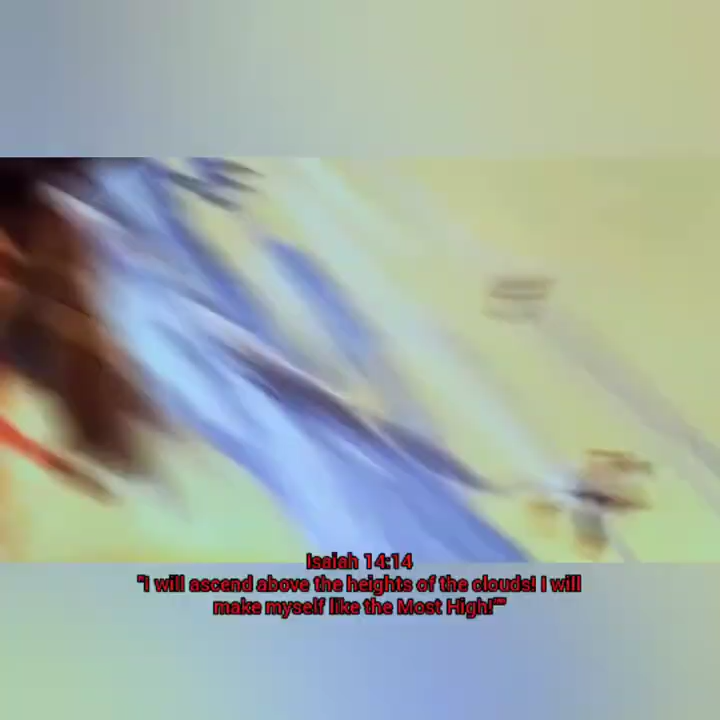 Isaiah 14:14
"I will ascend above the heights of the clouds! I will
make myself like the Most High!""